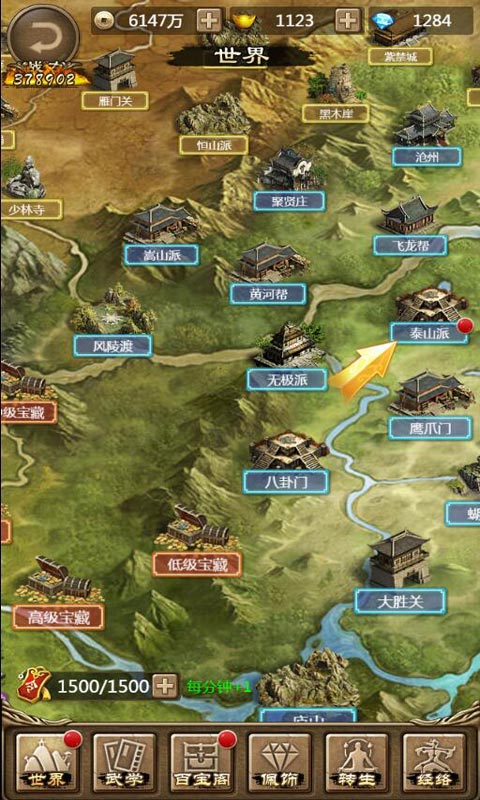 6147万
1123
1284
世界
378902
紫禁城
雁门关
黑木崖
恒山派
沧州
聚贤庄
少林寺
飞龙帮
嵩山派
黄河帮
泰山派
风陵渡
无极派
级宝藏
鹰爪门
八卦门
低级宝藏
大胜关
高级宝藏
1500/1500
每分钟+1
庐山
世界
武学
百宝阁
佩饰
转生
经络